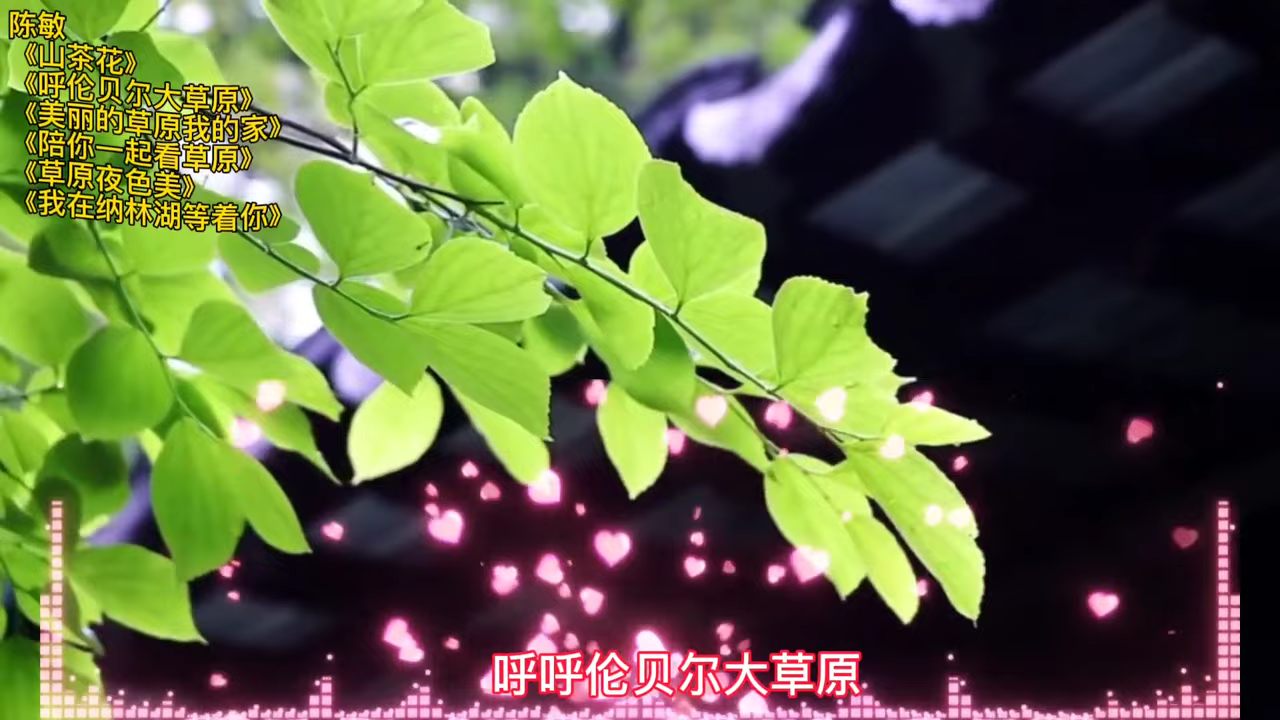 陈敏
《山茶花》
《呼伦贝尔大草原》
《美丽的草原我的家》
《陪你一起看草原》
《草原夜色美》
《我在纳林湖等着你》
呼呼伦贝尔大草原